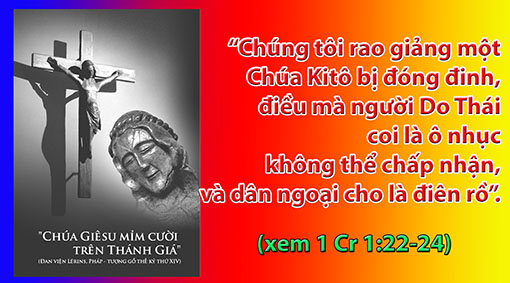 “Chúng tôi rao giảng một
Chúa Kitô bị đóng đinh,
điều mà người Do Thái
coi là ô nhục
không thể chấp nhận,
và dân ngoại cho là điên rồ”.
(xem 1 Cr 1:22-24)
"CHÚA GIÊSU MỈM CƯỜI
TRÊN THÁNH GIÁ"
(ĐAN VIỆN LÉRINS, PHÁP - TƯỢNG GỖ THẾ KỶ THỨ XIV)